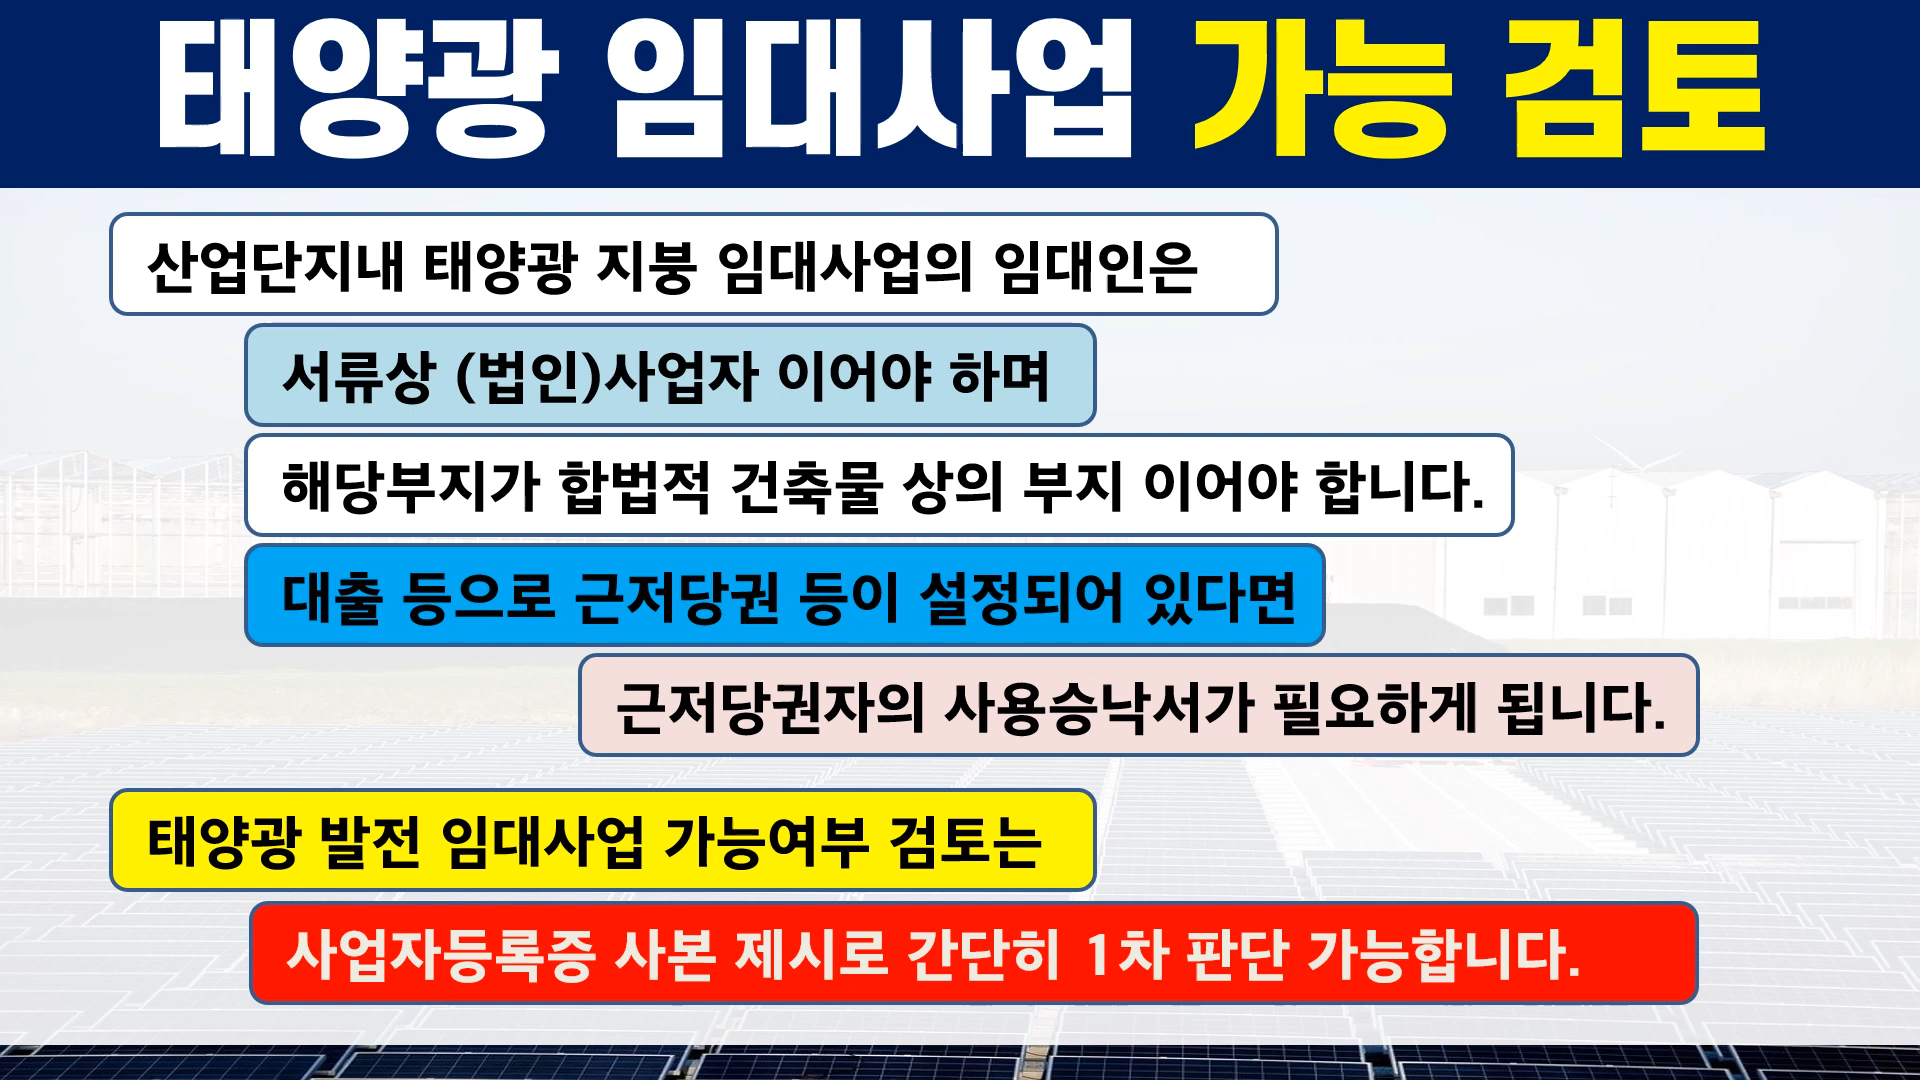 태양광 임대사업 가능 검토
산업단지내 태양광 지붕 임대사업의 임대인은
서류상 (법인)사업자 이어야 하며
해당부지가 합법적 건축물 상의 부지 이어야 합니다.
대출 등으로 근저당권 등이 설정되어 있다면
근저당권자의 사용승낙서가 필요하게 됩니다.
태양광 발전 임대사업 가능여부 검토는
사업자등록증 사본 제시로 간단히 1차 판단 가능합니다.